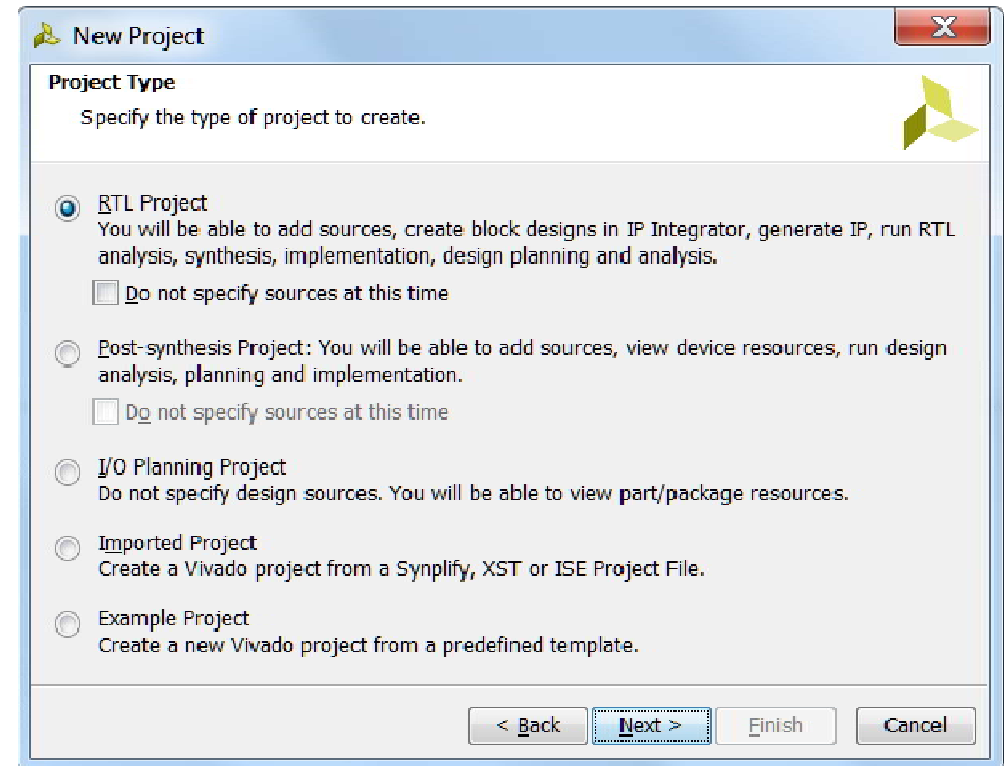 New Project
Project Type
Specify the type of project to create.
RTL Project
You will be able to add sources, create block designs in IP Integrator, generate IP, run RTL
analysis, synthesis, implementation, design planning and analysis.
Do not specify sources at this time
Post-synthesis Project: You will be able to add sources, view device resources, run design
analysis, planning and implementation.
Do not specify sources at this time
I/O Planning Project
Do not specify design sources. You will be able to view part/package resources.
Imported Project
Create a Vivado project from a Synplify, XST or ISE Project File.
Example Project
Create a new Vivado project from a predefined template.
< Back Next > Finish Cancel